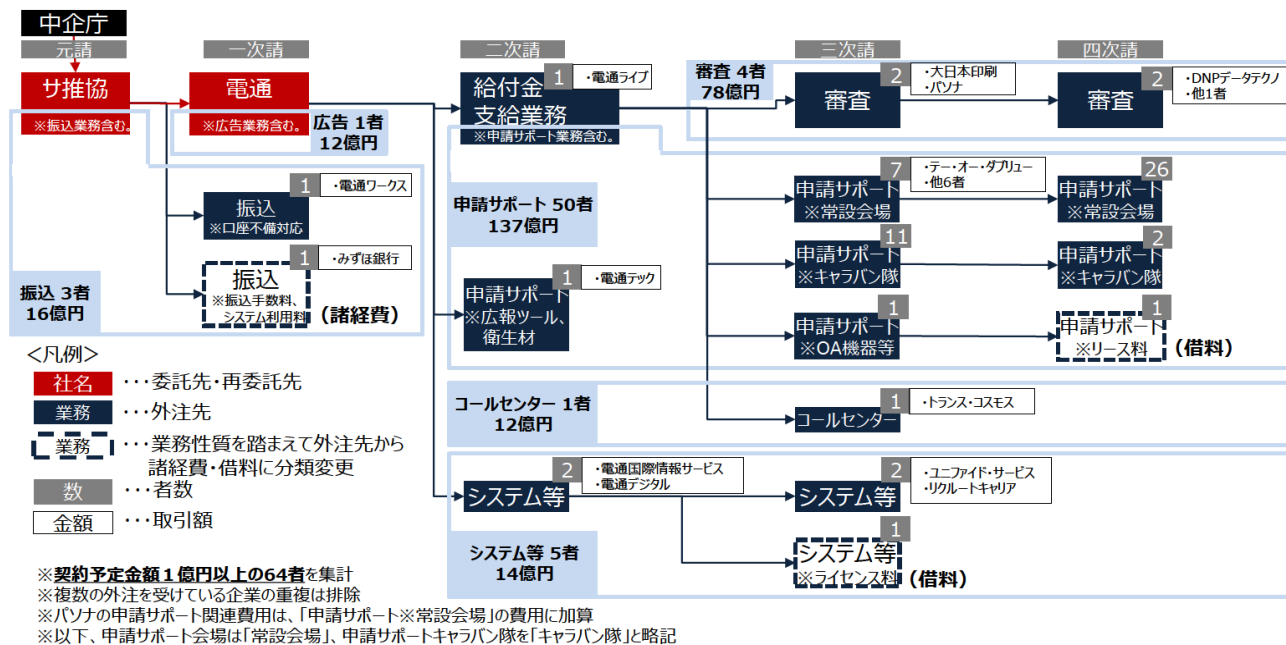 中企庁
元請
一次請
二次請
三次請
四次請
サ推協
※振込業務含む。
電通
※広告業務含む。
広告 1者
12億円
給付金
支給業務
※申請サポート業務含む。
1
・電通ライブ
審査 4者
78億円
審査
2
・大日本印刷
・パソナ
審査
2
・DNPデータテクノ
・他1者
振込
※口座不備対応
1
・電通ワークス
振込
※振込手数料、
システム利用料
1
・みずほ銀行
(諸経費)
振込 3者
16億円
申請サポート 50者
137億円
申請サポート
※常設会場
7
・テー・オー・ダブリュー
・他6者
申請サポート
※常設会場
26
申請サポート
※キャラバン隊
11
申請サポート
※キャラバン隊
2
申請サポート
※広報ツール、
衛生材
1
・電通テック
申請サポート
※OA機器等
1
申請サポート
※リース料
1
(借料)
コールセンター 1者
12億円
コールセンター
1
・トランス・コスモス
システム等
2
・電通国際情報サービス
・電通デジタル
システム等
2
・ユニファイド・サービス
・リクルートキャリア
システム等
※ライセンス料
1
(借料)
システム等 5者
14億円
<凡例>
社名
・・・委託先・再委託先
業務
・・・外注先
業務
・・・業務性質を踏まえて外注先から
諸経費・借料に分類変更
数
・・・者数
金額
・・・取引額
※契約予定金額1億円以上の64者を集計
※複数の外注を受けている企業の重複は排除
※パソナの申請サポート関連費用は、「申請サポート※常設会場」の費用に加算
※以下、申請サポート会場は「常設会場」、申請サポートキャラバン隊を「キャラバン隊」と略記